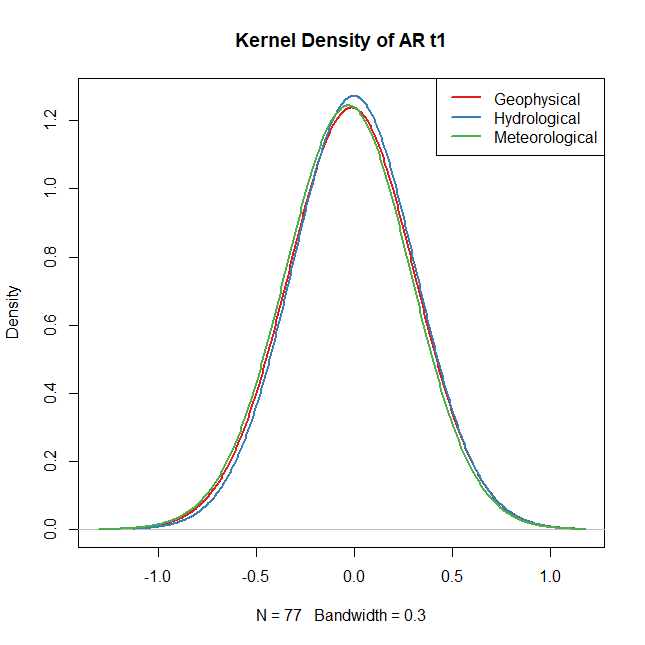 Kernel Density of AR t1
Geophysical
Hydrological
Meteorological
1.2
1.0
0.8
0.6
0.4
0.2
0.0
Density
-1.0 -0.5 0.0 0.5 1.0
N = 77 Bandwidth = 0.3